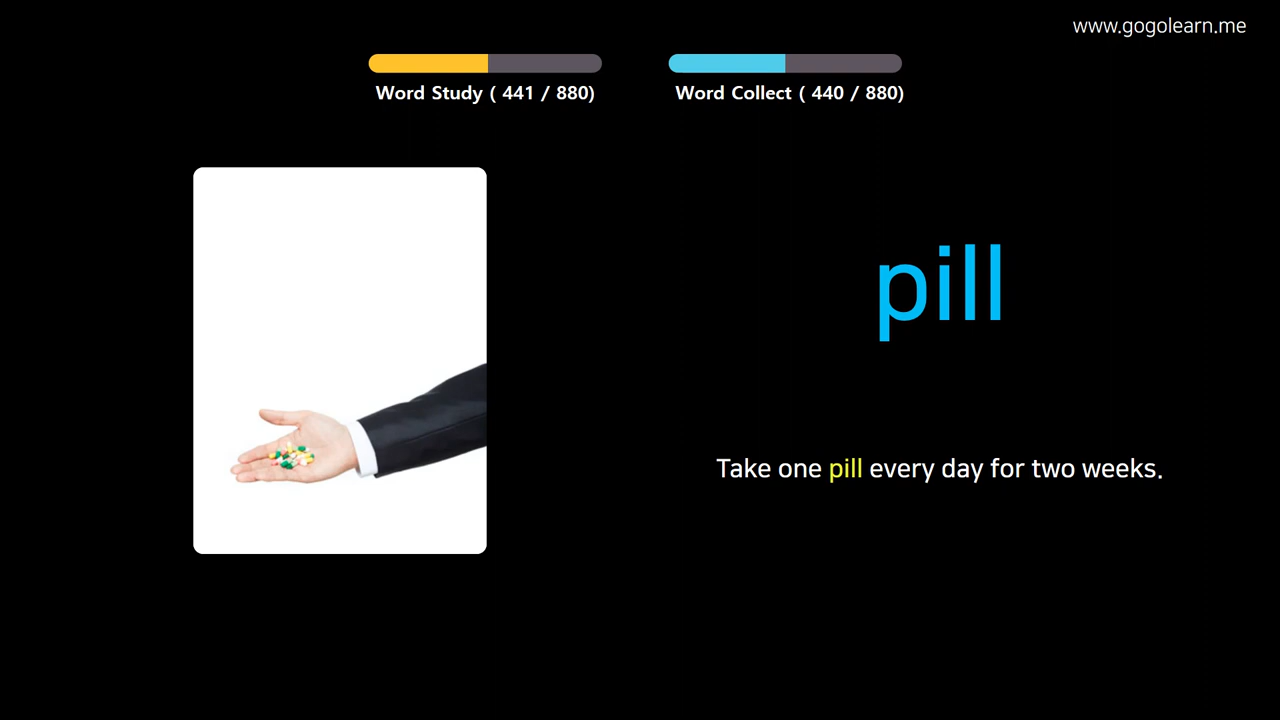 www.gogolearn.me
Word Study ( 441 / 880)
Word Collect ( 440 / 880)
pill
Take one pill every day for two weeks.